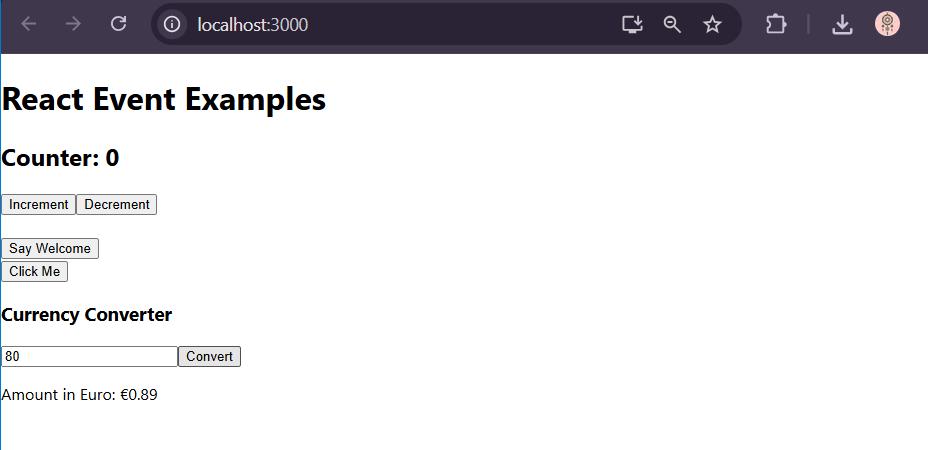 localhost:3000
React Event Examples
Counter: 0
Increment Decrement
Say Welcome
Click Me
Currency Converter
80 Convert
Amount in Euro: €0.89